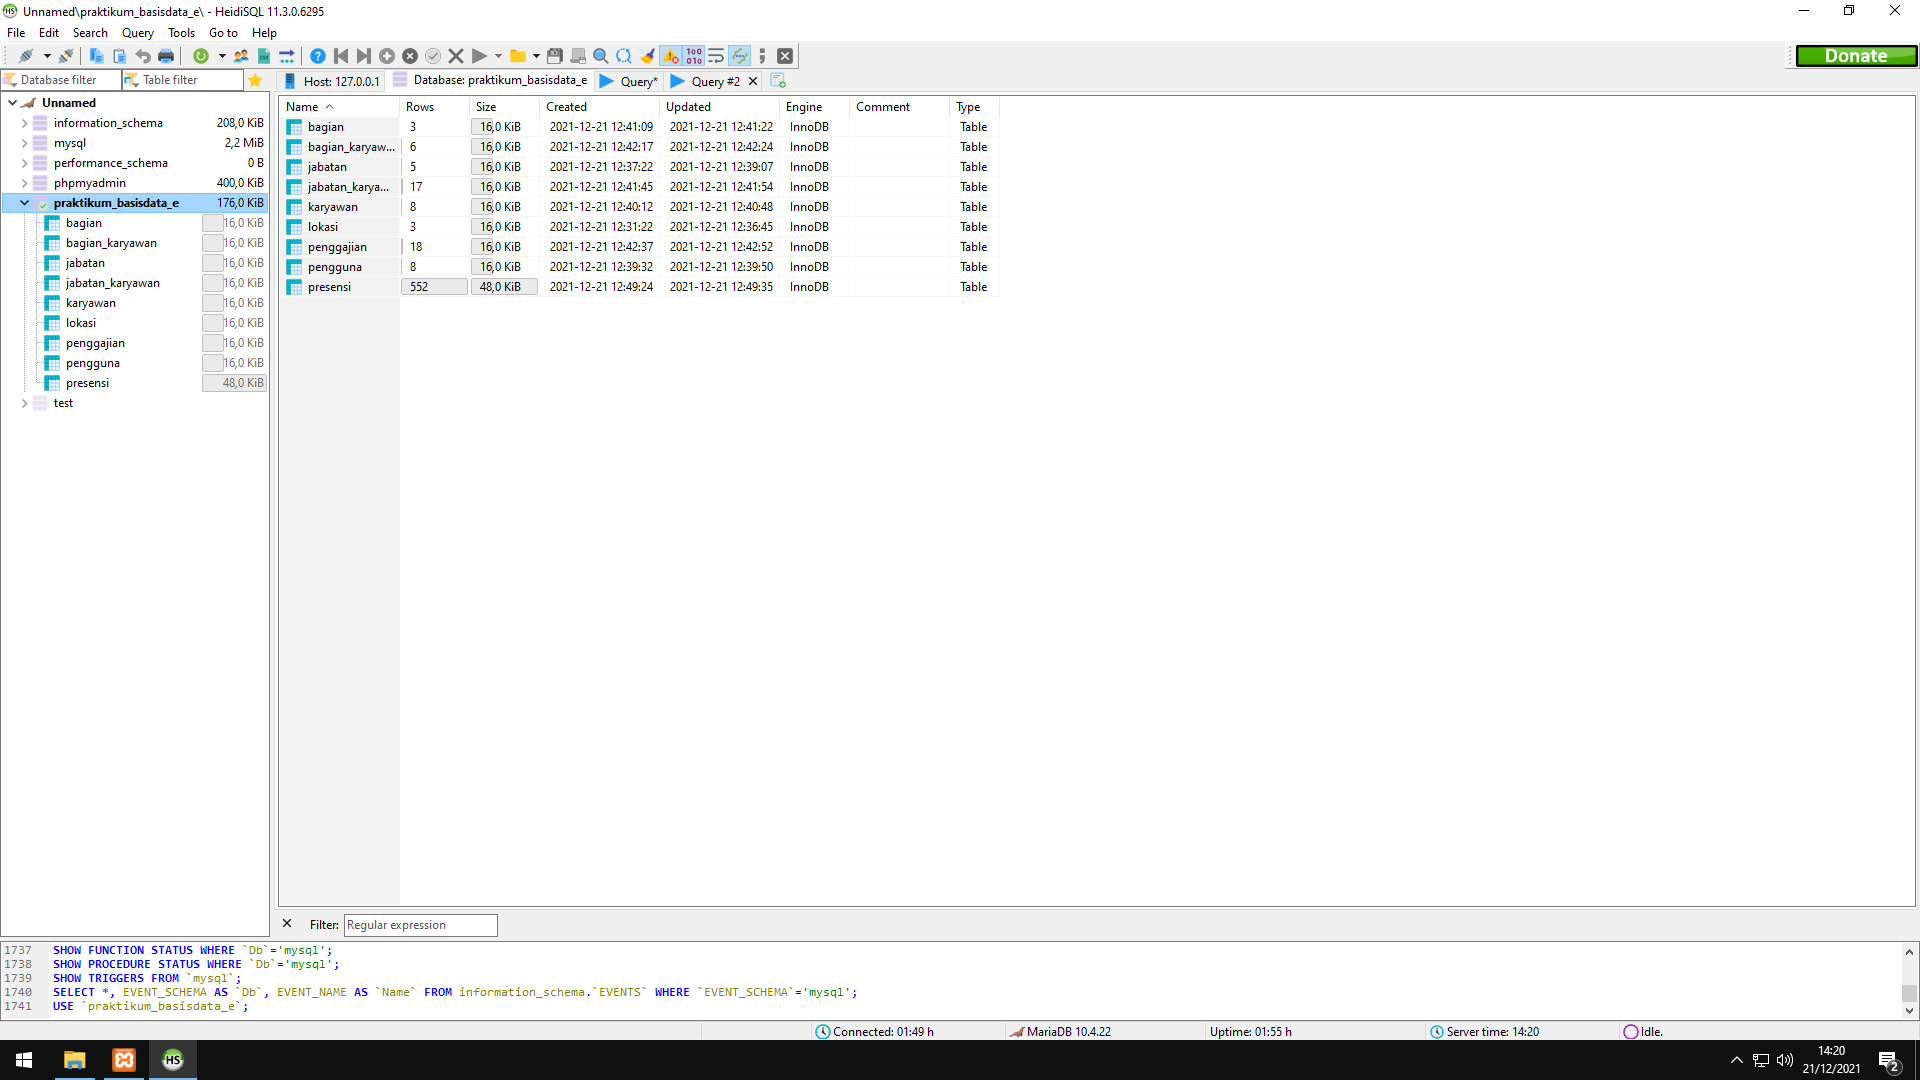 Unnamed\praktikum_basisdata_e\ - HeidiSQL 11.3.0.6295
File Edit Search Query Tools Go to Help
Donate
Database filter Table filter Host: 127.0.0.1 Database: praktikum_basisdata_e Query* Query #2
Unnamed
information_schema 208,0 KiB
mysql 2,2 MiB
performance_schema 0 B
phpmyadmin 400,0 KiB
praktikum_basisdata_e 176,0 KiB
bagian 16,0 KiB
bagian_karyawan 16,0 KiB
jabatan 16,0 KiB
jabatan_karyawan 16,0 KiB
karyawan 16,0 KiB
lokasi 16,0 KiB
penggajian 16,0 KiB
pengguna 16,0 KiB
presensi 48,0 KiB
test
Name Rows Size Created Updated Engine Comment Type
bagian 3 16,0 KiB 2021-12-21 12:41:09 2021-12-21 12:41:22 InnoDB Table
bagian_karyaw... 6 16,0 KiB 2021-12-21 12:42:17 2021-12-21 12:42:24 InnoDB Table
jabatan 5 16,0 KiB 2021-12-21 12:37:22 2021-12-21 12:39:07 InnoDB Table
jabatan_karya... 17 16,0 KiB 2021-12-21 12:41:45 2021-12-21 12:41:54 InnoDB Table
karyawan 8 16,0 KiB 2021-12-21 12:40:12 2021-12-21 12:40:48 InnoDB Table
lokasi 3 16,0 KiB 2021-12-21 12:31:22 2021-12-21 12:36:45 InnoDB Table
penggajian 18 16,0 KiB 2021-12-21 12:42:37 2021-12-21 12:42:52 InnoDB Table
pengguna 8 16,0 KiB 2021-12-21 12:39:32 2021-12-21 12:39:50 InnoDB Table
presensi 552 48,0 KiB 2021-12-21 12:49:24 2021-12-21 12:49:35 InnoDB Table
Filter: Regular expression
1737 SHOW FUNCTION STATUS WHERE `Db`='mysql';
1738 SHOW PROCEDURE STATUS WHERE `Db`='mysql';
1739 SHOW TRIGGERS FROM `mysql`;
1740 SELECT *, EVENT_SCHEMA AS `Db`, EVENT_NAME AS `Name` FROM information_schema.`EVENTS` WHERE `EVENT_SCHEMA`='mysql';
1741 USE `praktikum_basisdata_e`;
Connected: 01:49 h MariaDB 10.4.22 Uptime: 01:55 h Server time: 14:20 Idle.
HS
14:20
21/12/2021
2